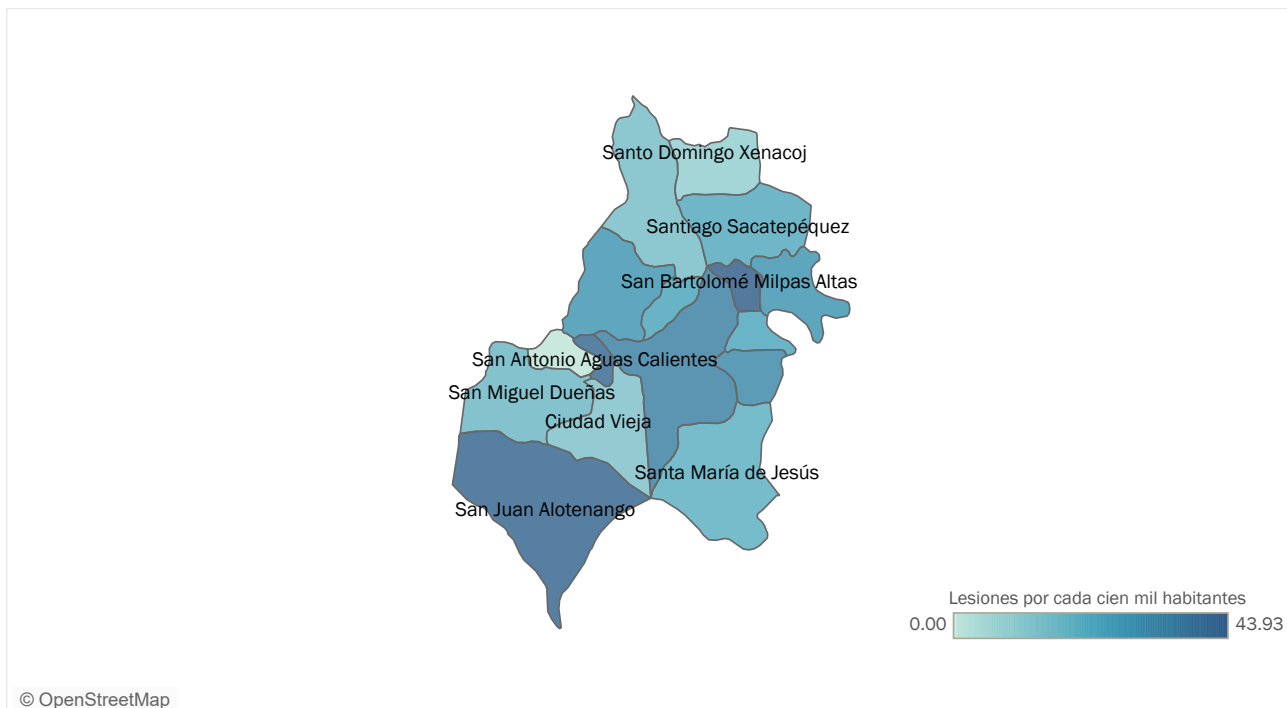 Santo Domingo Xenacoj
Santiago Sacatepéquez
San Bartolomé Milpas Altas
San Antonio Aguas Calientes
San Miguel Dueñas
Ciudad Vieja
Santa María de Jesús
San Juan Alotenango
Lesiones por cada cien mil habitantes
0.00 43.93
© OpenStreetMap